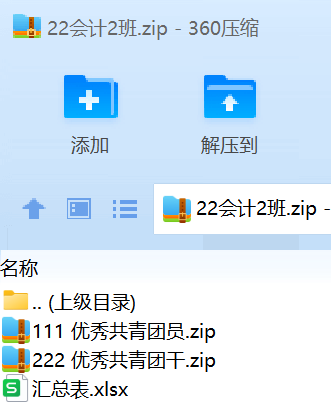 22会计2班.zip - 360压缩
添加 解压到
22会计2班.zip -
名称
.. (上级目录)
111 优秀共青团员.zip
222 优秀共青团干.zip
S 汇总表.xlsx